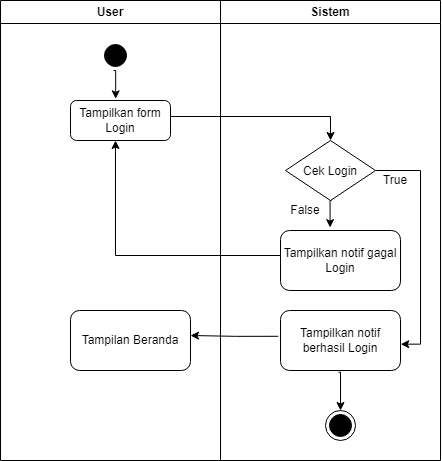 User
Sistem
Tampilkan form
Login
Cek Login
True
False
Tampilkan notif gagal
Login
Tampilan Beranda
Tampilkan notif
berhasil Login